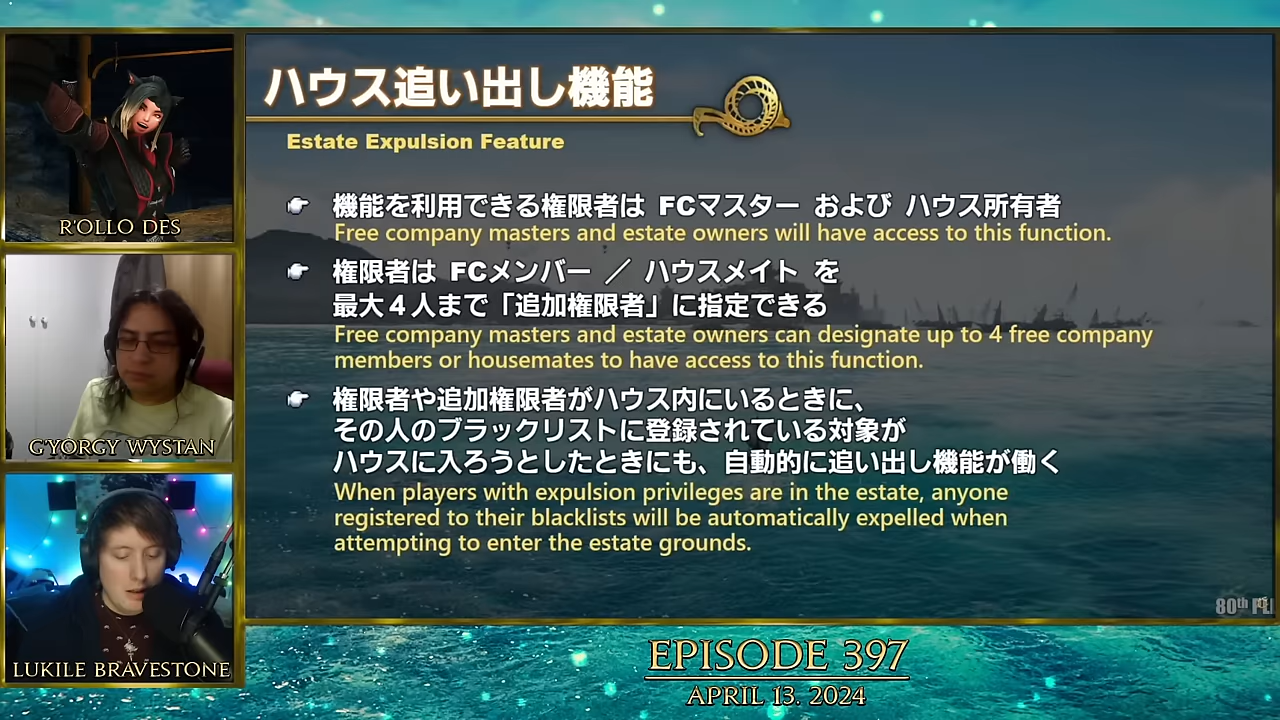 ハウス追い出し機能
Estate Expulsion Feature
機能を利用できる権限者は FCマスター および ハウス所有者
Free company masters and estate owners will have access to this function.
権限者は FCメンバー ／ ハウスメイト を
最大４人まで「追加権限者」に指定できる
Free company masters and estate owners can designate up to 4 free company
members or housemates to have access to this function.
権限者や追加権限者がハウス内にいるときに、
その人のブラックリストに登録されている対象が
ハウスに入ろうとしたときにも、自動的に追い出し機能が働く
When players with expulsion privileges are in the estate, anyone
registered to their blacklists will be automatically expelled when
attempting to enter the estate grounds.
80th
R'OLLO DES
G'YORGY WYSTAN
LUKILE BRAVESTONE
EPISODE 397
APRIL 13. 2024